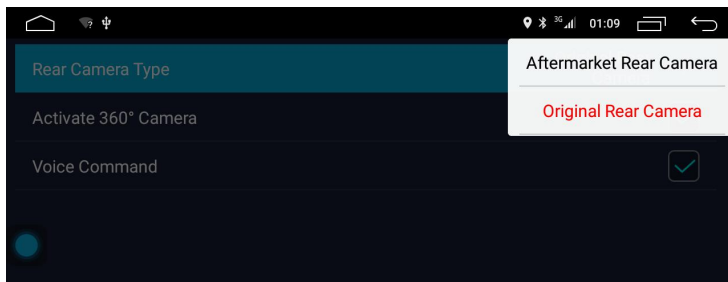 3G 01:09
Rear Camera Type
Aftermarket Rear Camera
Original Rear Camera
Activate 360° Camera
Voice Command